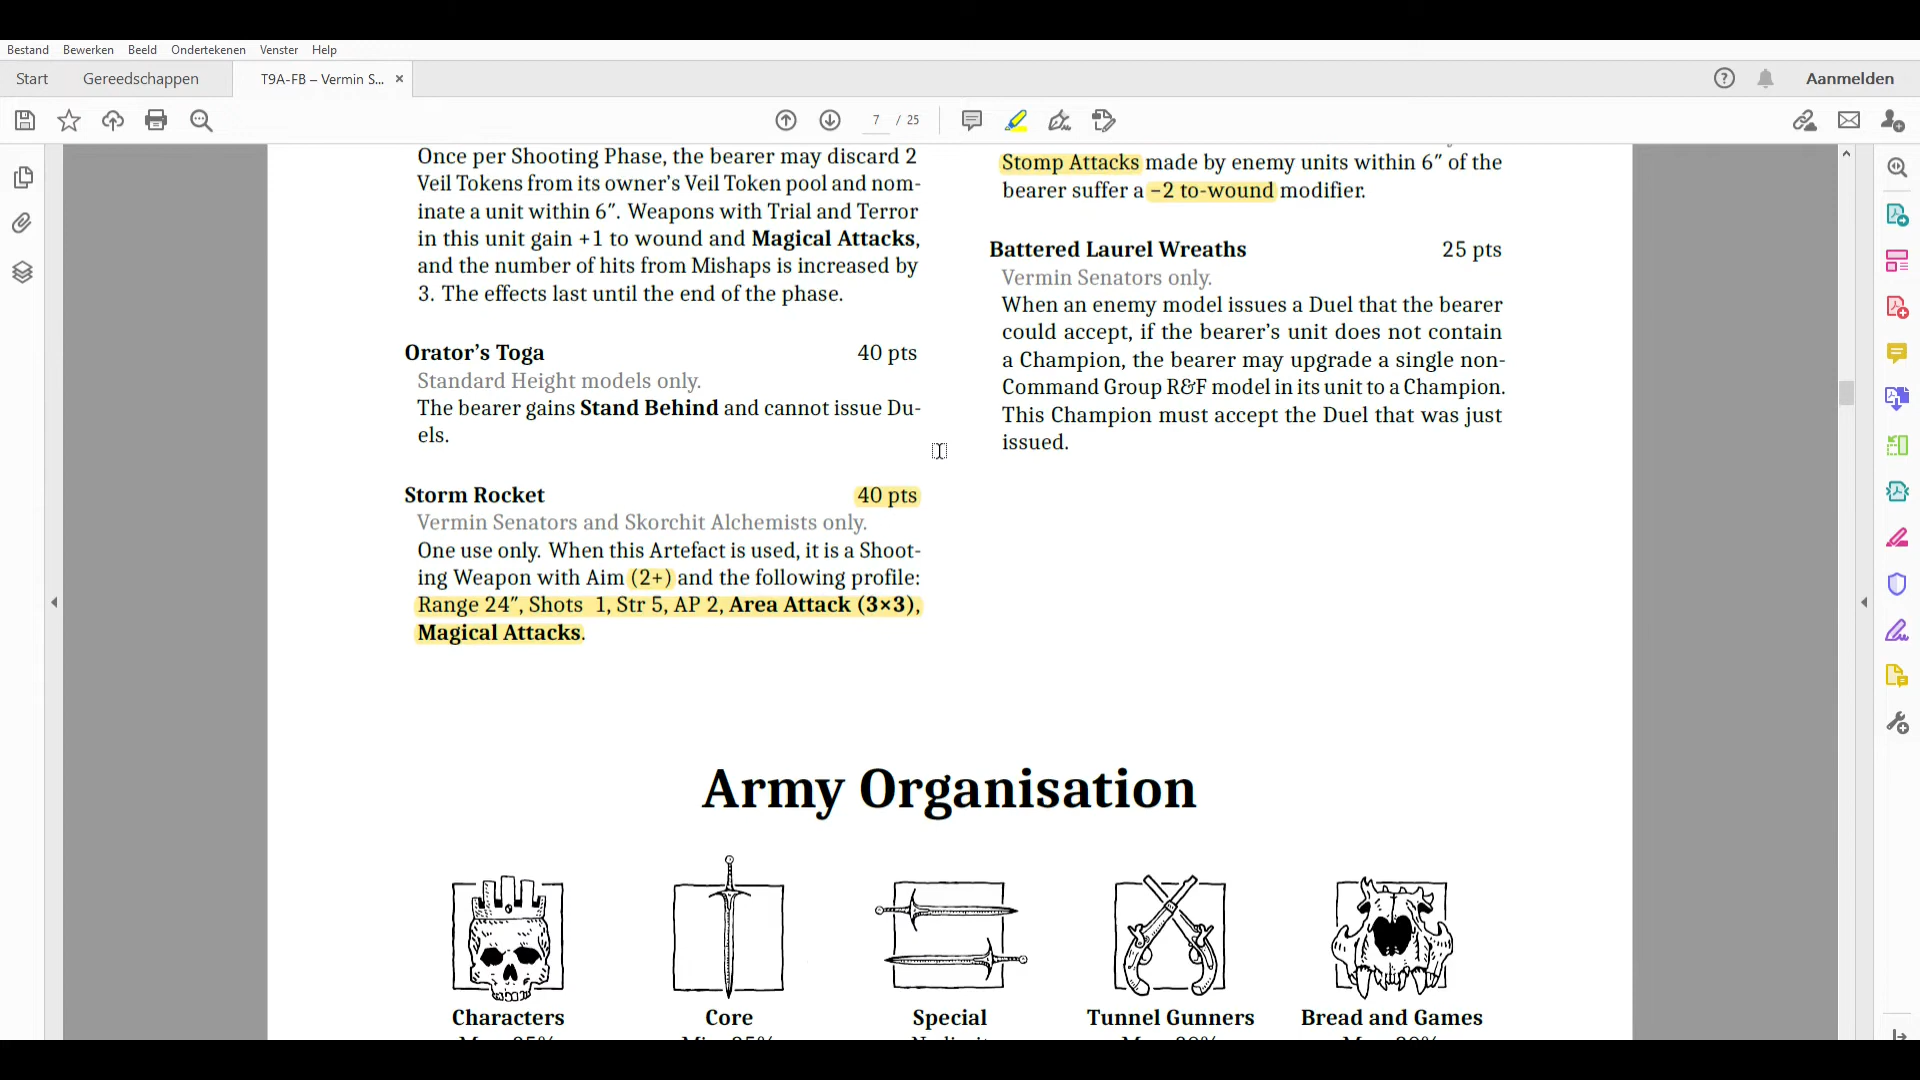 Bestand Bewerken Beeld Ondertekenen Venster Help
Start Gereedschappen T9A-FB – Vermin S... × Aanmelden
7 / 25
Once per Shooting Phase, the bearer may discard 2
Veil Tokens from its owner’s Veil Token pool and nom-
inate a unit within 6″. Weapons with Trial and Terror
in this unit gain +1 to wound and Magical Attacks,
and the number of hits from Mishaps is increased by
3. The effects last until the end of the phase.
Orator’s Toga 40 pts
Standard Height models only.
The bearer gains Stand Behind and cannot issue Du-
els.
Storm Rocket 40 pts
Vermin Senators and Skorchit Alchemists only.
One use only. When this Artefact is used, it is a Shoot-
ing Weapon with Aim (2+) and the following profile:
Range 24″, Shots 1, Str 5, AP 2, Area Attack (3×3),
Magical Attacks.
Stomp Attacks made by enemy units within 6″ of the
bearer suffer a −2 to-wound modifier.
Battered Laurel Wreaths 25 pts
Vermin Senators only.
When an enemy model issues a Duel that the bearer
could accept, if the bearer’s unit does not contain
a Champion, the bearer may upgrade a single non-
Command Group R&F model in its unit to a Champion.
This Champion must accept the Duel that was just
issued.
Army Organisation
Characters Core Special Tunnel Gunners Bread and Games